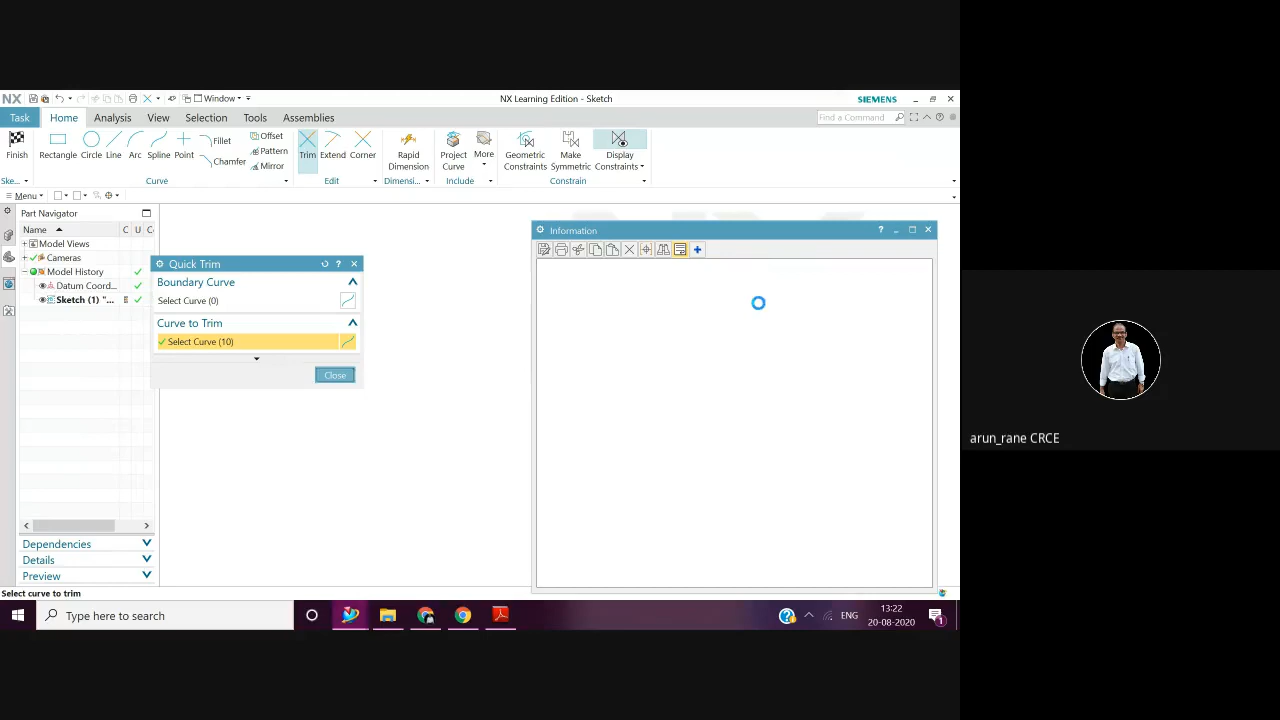 NX
Window
NX Learning Edition - Sketch
SIEMENS
Task
Home
Analysis
View
Selection
Tools
Assemblies
Find a Command
Finish
Rectangle
Circle
Line
Arc
Spline
Point
Fillet
Chamfer
Offset
Pattern
Mirror
Trim
Extend
Corner
Rapid
Dimension
Project
Curve
More
Geometric
Constraints
Make
Symmetric
Display
Constraints
Ske...
Curve
Edit
Dimensi...
Include
Constrain
Menu
Part Navigator
Name
C
U
C
Model Views
Cameras
Model History
Datum Coord...
Sketch (1) "...
Dependencies
Details
Preview
Quick Trim
?
Boundary Curve
Select Curve (0)
Curve to Trim
Select Curve (10)
Close
Information
?
Select curve to trim
Type here to search
ENG
13:22
20-08-2020
1
arun_rane CRCE